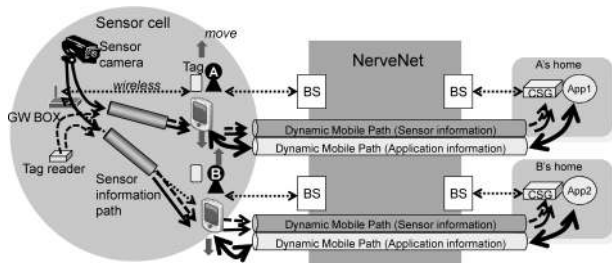 Sensor cell
move
Sensor
camera
Tag
A
NerveNet
A's home
wireless
BS
BS
CSG
App1
GW BOX
Dynamic Mobile Path (Sensor information)
Dynamic Mobile Path (Application information)
Tag reader
B
B's home
Sensor
information
path
BS
BS
CSG
App2
Dynamic Mobile Path (Sensor information)
Dynamic Mobile Path (Application information)